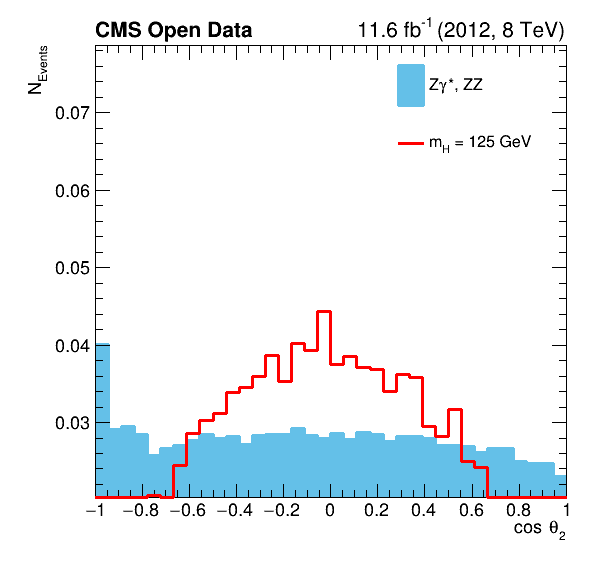 CMS Open Data 11.6 fb-1 (2012, 8 TeV)
NEvents
Zγ*, ZZ
mH = 125 GeV
0.07
0.06
0.05
0.04
0.03
−1 −0.8 −0.6 −0.4 −0.2 0 0.2 0.4 0.6 0.8 1
cos θ2